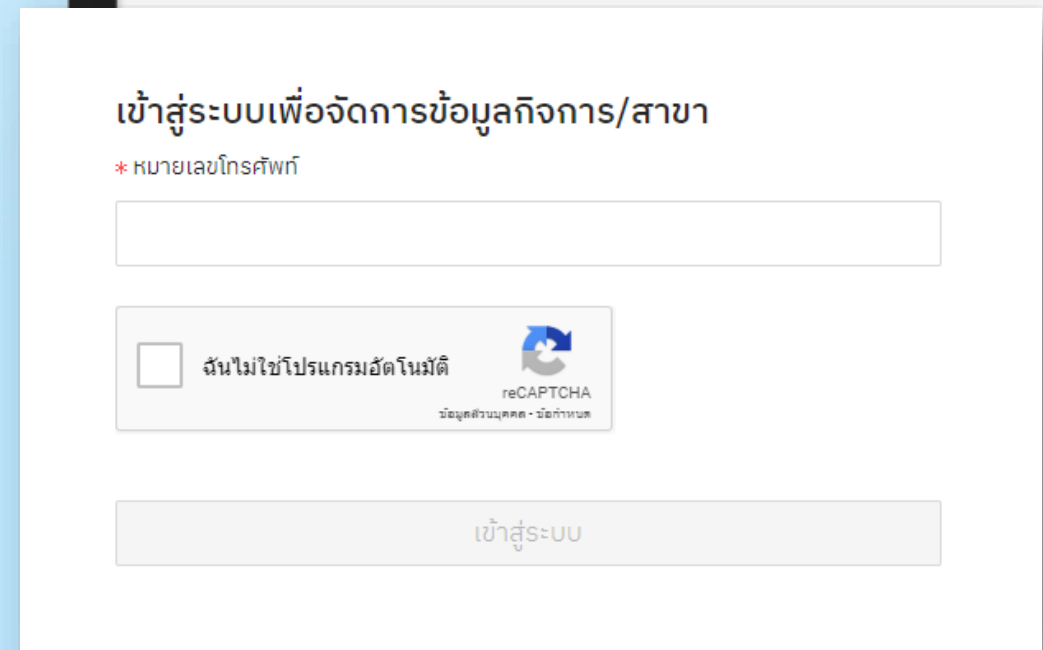 เข้าสู่ระบบเพื่อจัดการข้อมูลกิจการ/สาขา
* หมายเลขโทรศัพท์
ฉันไม่ใช่โปรแกรมอัตโนมัติ
reCAPTCHA
ข้อมูลส่วนบุคคล - ข้อกำหนด
เข้าสู่ระบบ